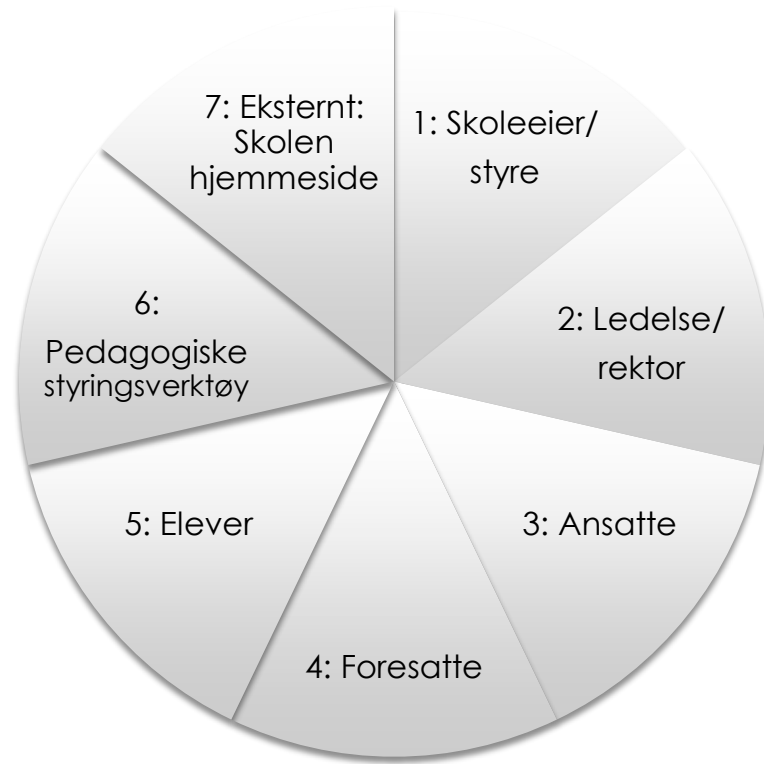 1: Skoleeier/
styre
2: Ledelse/
rektor
3: Ansatte
4: Foresatte
5: Elever
6:
Pedagogiske
styringsverktøy
7: Eksternt:
Skolen
hjemmeside